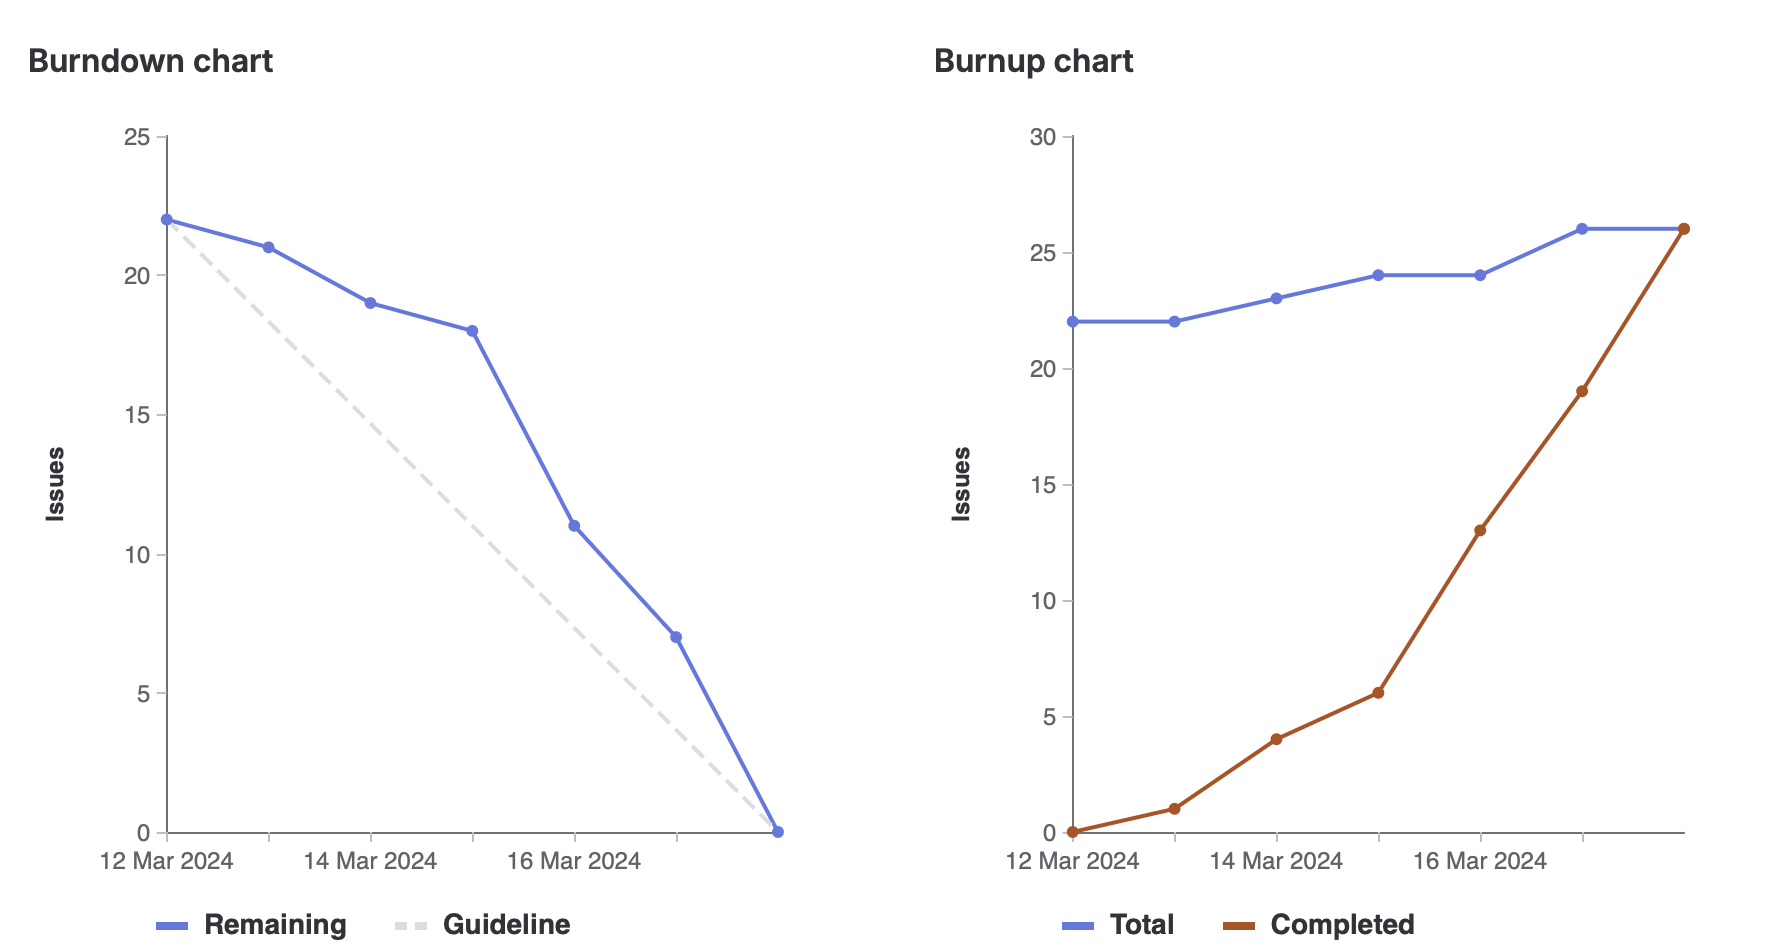 Burndown chart
25
20
15
10
5
0
Issues
12 Mar 2024
14 Mar 2024
16 Mar 2024
Remaining
Guideline
Burnup chart
30
25
20
15
10
5
0
Issues
12 Mar 2024
14 Mar 2024
16 Mar 2024
Total
Completed